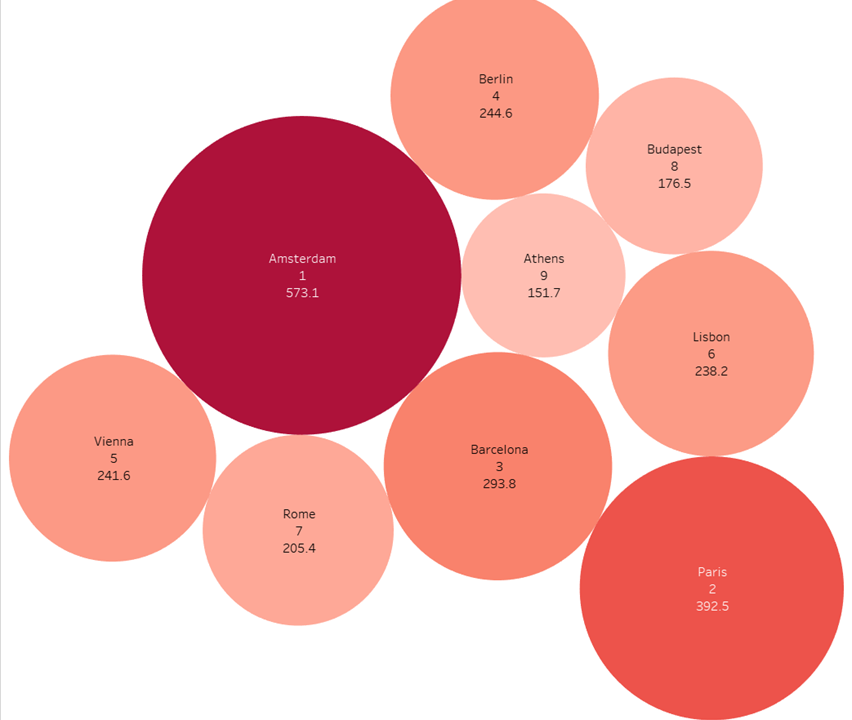 Berlin
4
244.6
Budapest
8
176.5
Amsterdam
1
573.1
Athens
9
151.7
Lisbon
6
238.2
Vienna
5
241.6
Barcelona
3
293.8
Rome
7
205.4
Paris
2
392.5